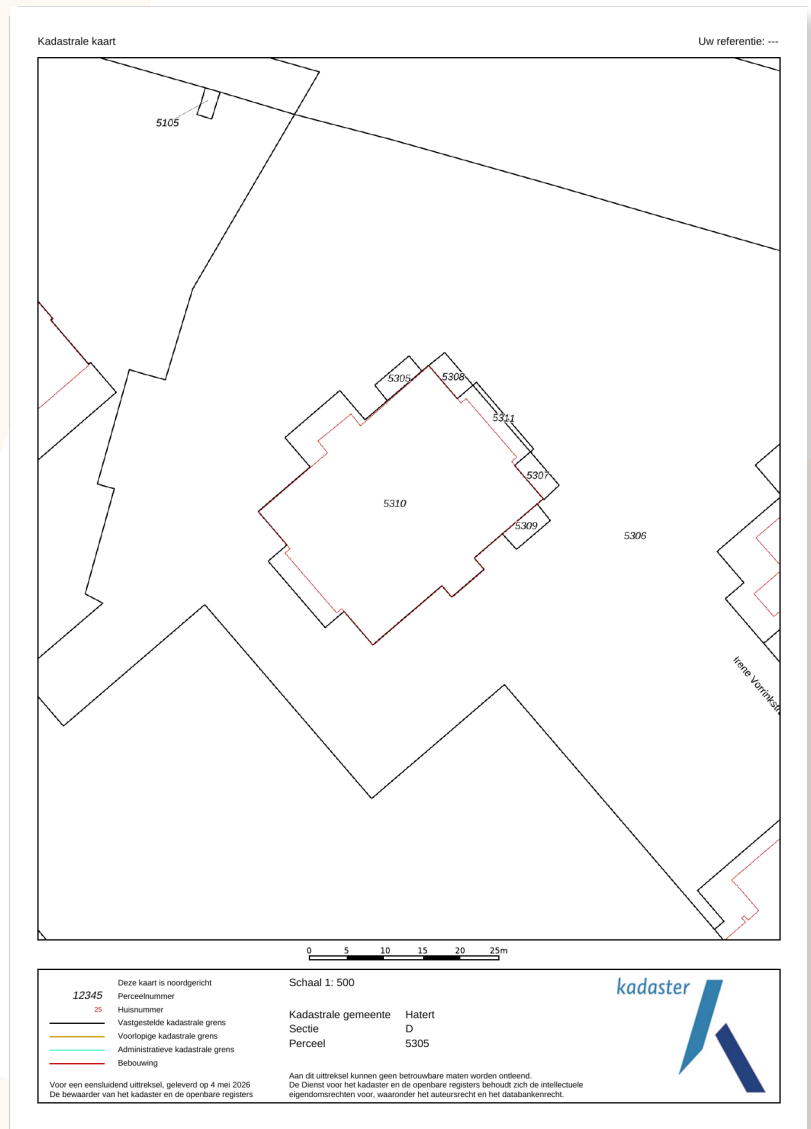 Kadastrale kaart
Uw referentie: ---
5105
5305
5308
5311
5307
5310
5309
5306
Irene Vorrinkstr
0 5 10 15 20 25m
Deze kaart is noordgericht
12345 Perceelnummer
25 Huisnummer
Vastgestelde kadastrale grens
Voorlopige kadastrale grens
Administratieve kadastrale grens
Bebouwing
Voor een eensluidend uittreksel, geleverd op 4 mei 2026
De bewaarder van het kadaster en de openbare registers
Schaal 1: 500
Kadastrale gemeente Hatert
Sectie D
Perceel 5305
Aan dit uittreksel kunnen geen betrouwbare maten worden ontleend.
De Dienst voor het kadaster en de openbare registers behoudt zich de intellectuele
eigendomsrechten voor, waaronder het auteursrecht en het databankenrecht.
kadaster